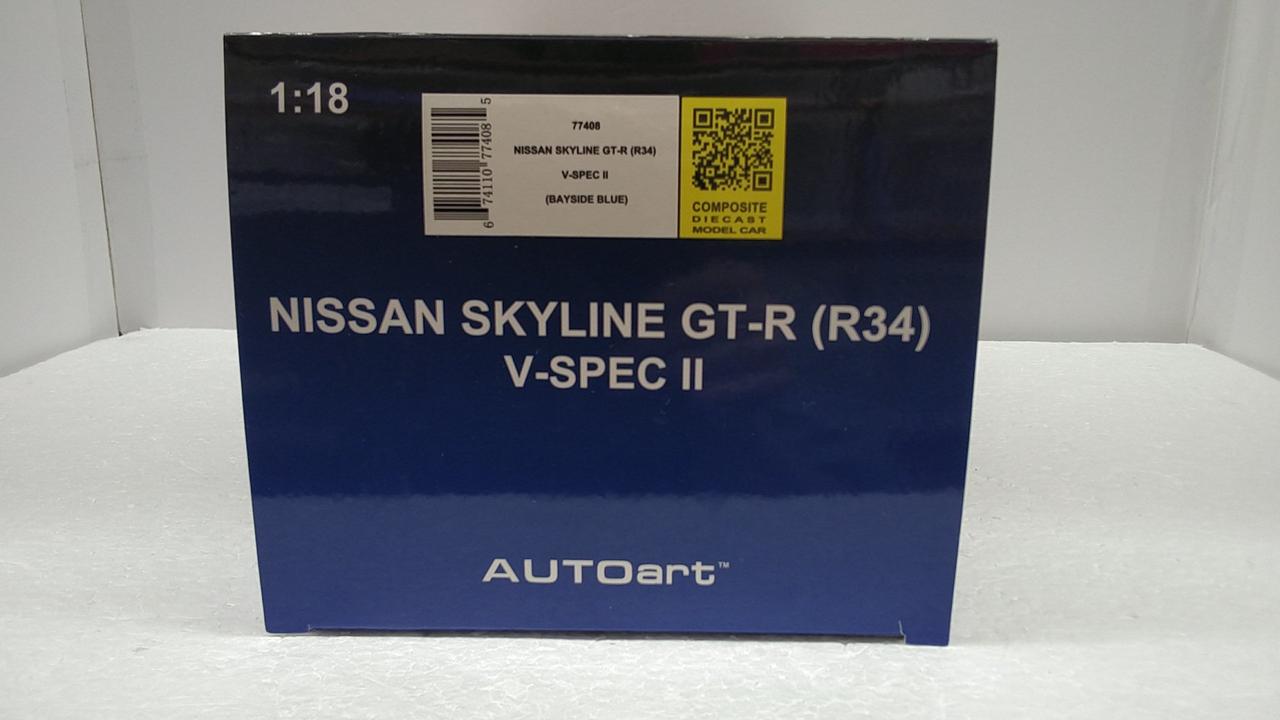 1:18
6 74110 77408 5
77408
NISSAN SKYLINE GT-R (R34)
V-SPEC II
(BAYSIDE BLUE)
COMPOSITE
DIECAST
MODEL CAR
NISSAN SKYLINE GT-R (R34)
V-SPEC II
AUTOart™